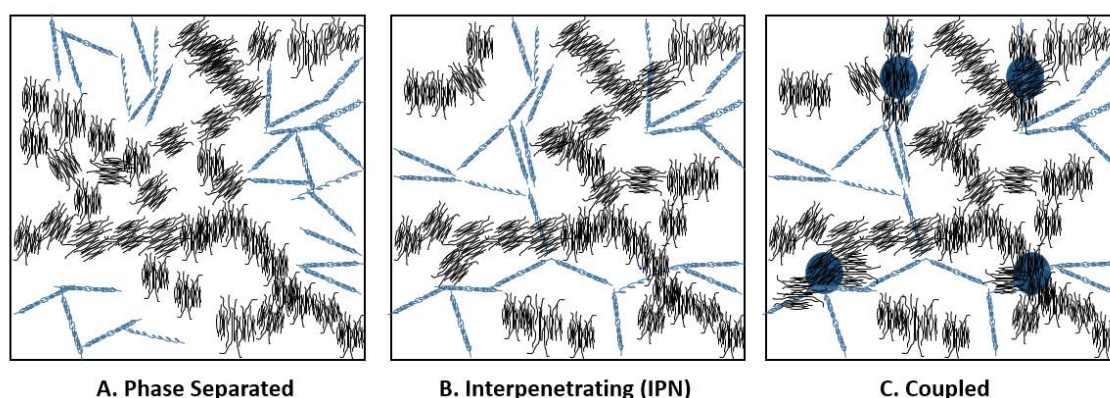 A. Phase Separated
B. Interpenetrating (IPN)
C. Coupled